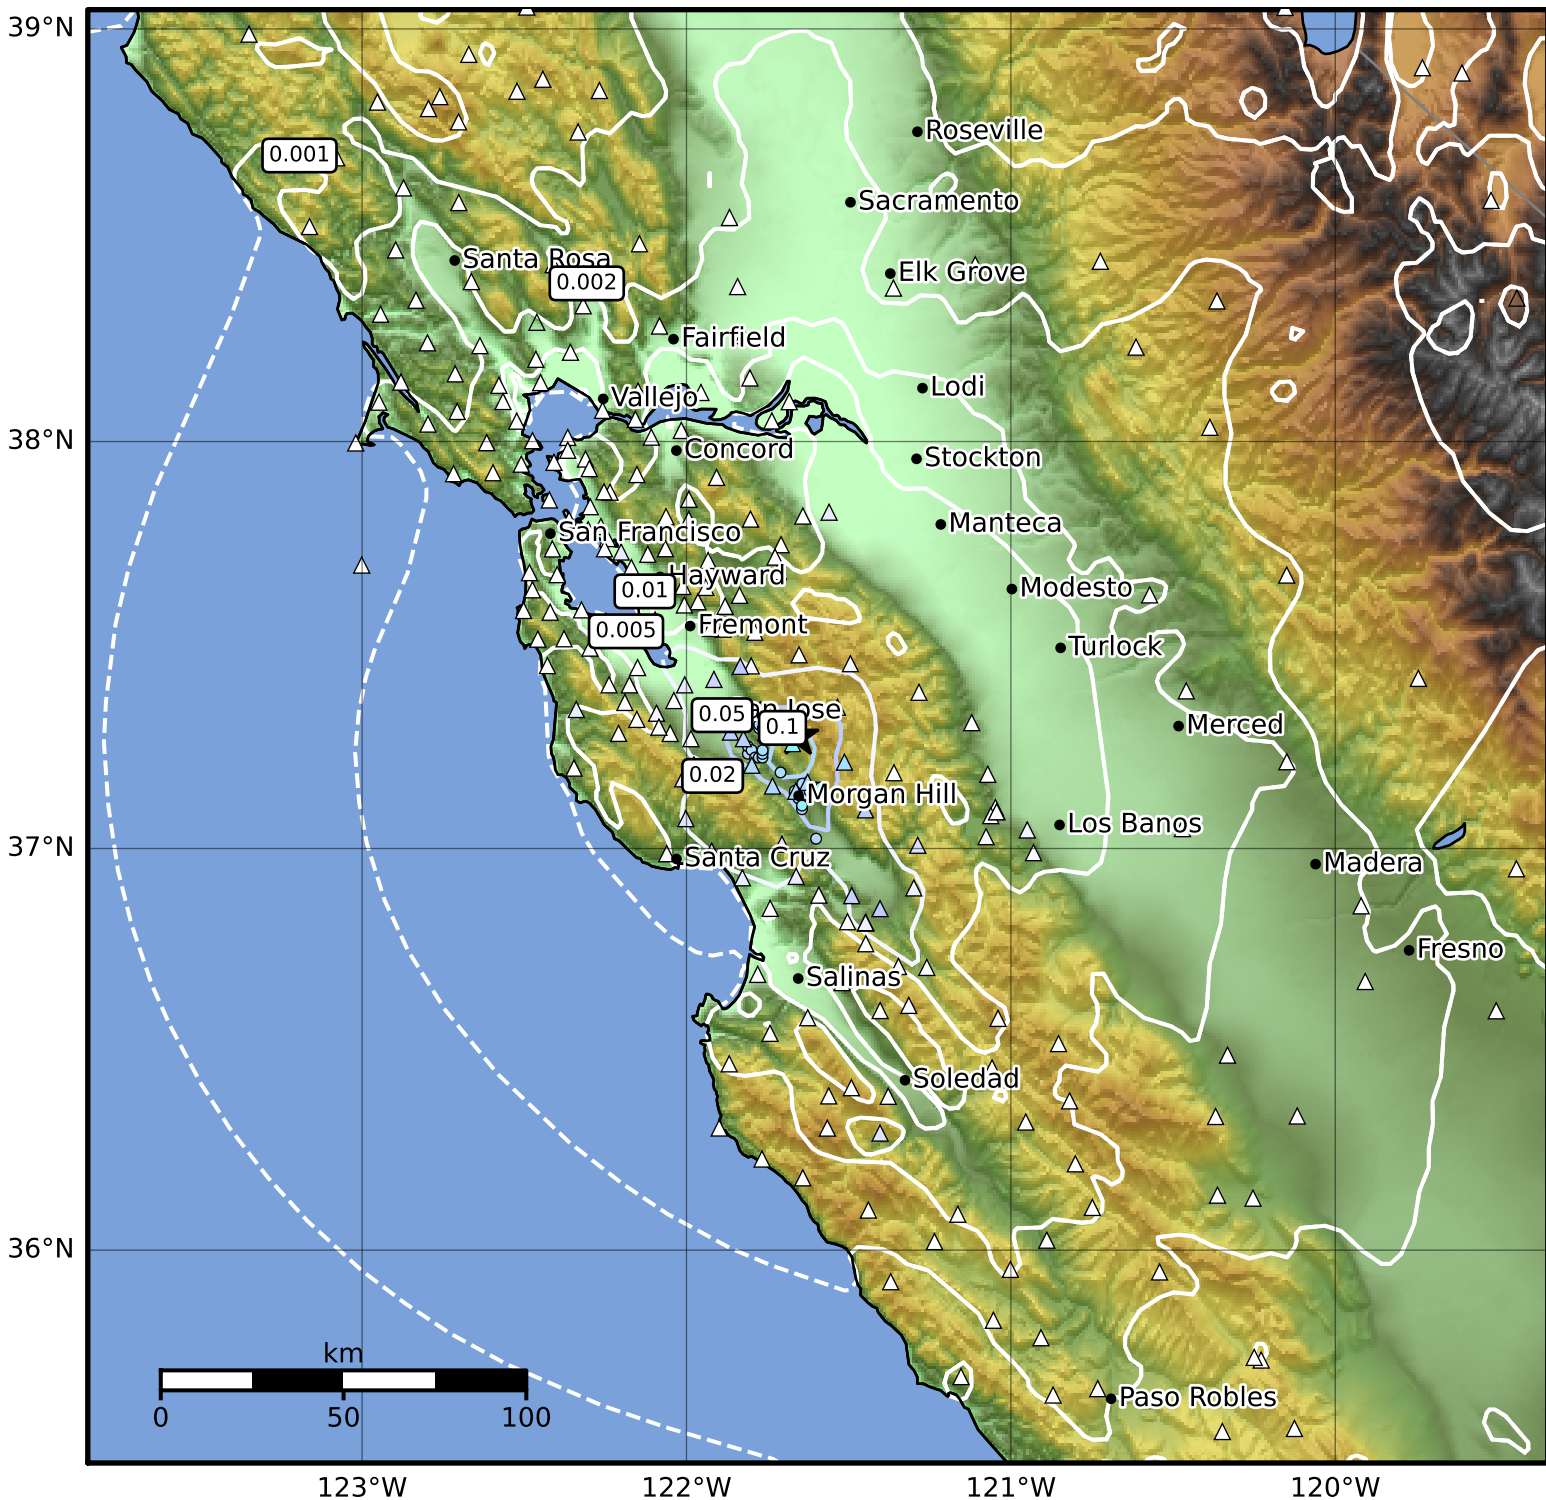 39°N
Roseville
0.001
Sacramento
Santa Rosa
Elk Grove
0.002
Fairfield
Lodi
Vallejo
38°N
Concord
Stockton
Manteca
San Francisco
Hayward
0.01
Modesto
Fremont
0.005
Turlock
San Jose
0.05
0.1
Merced
0.02
Morgan Hill
Los Banos
37°N
Santa Cruz
Madera
Fresno
Salinas
Soledad
36°N
km
0 50 100
Paso Robles
123°W 122°W 121°W 120°W